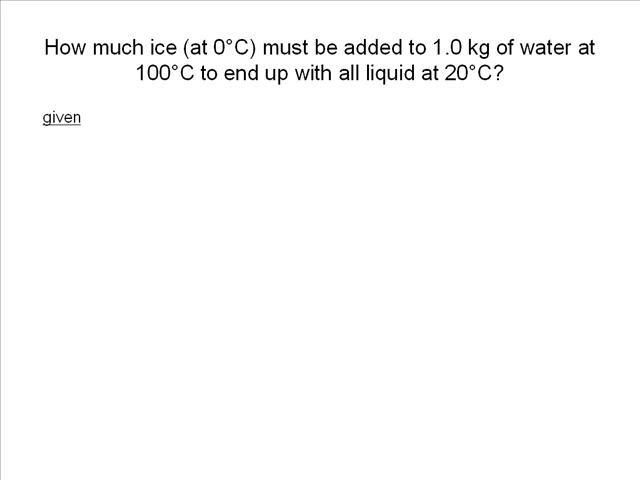 How much ice (at 0°C) must be added to 1.0 kg of water at
100°C to end up with all liquid at 20°C?
given